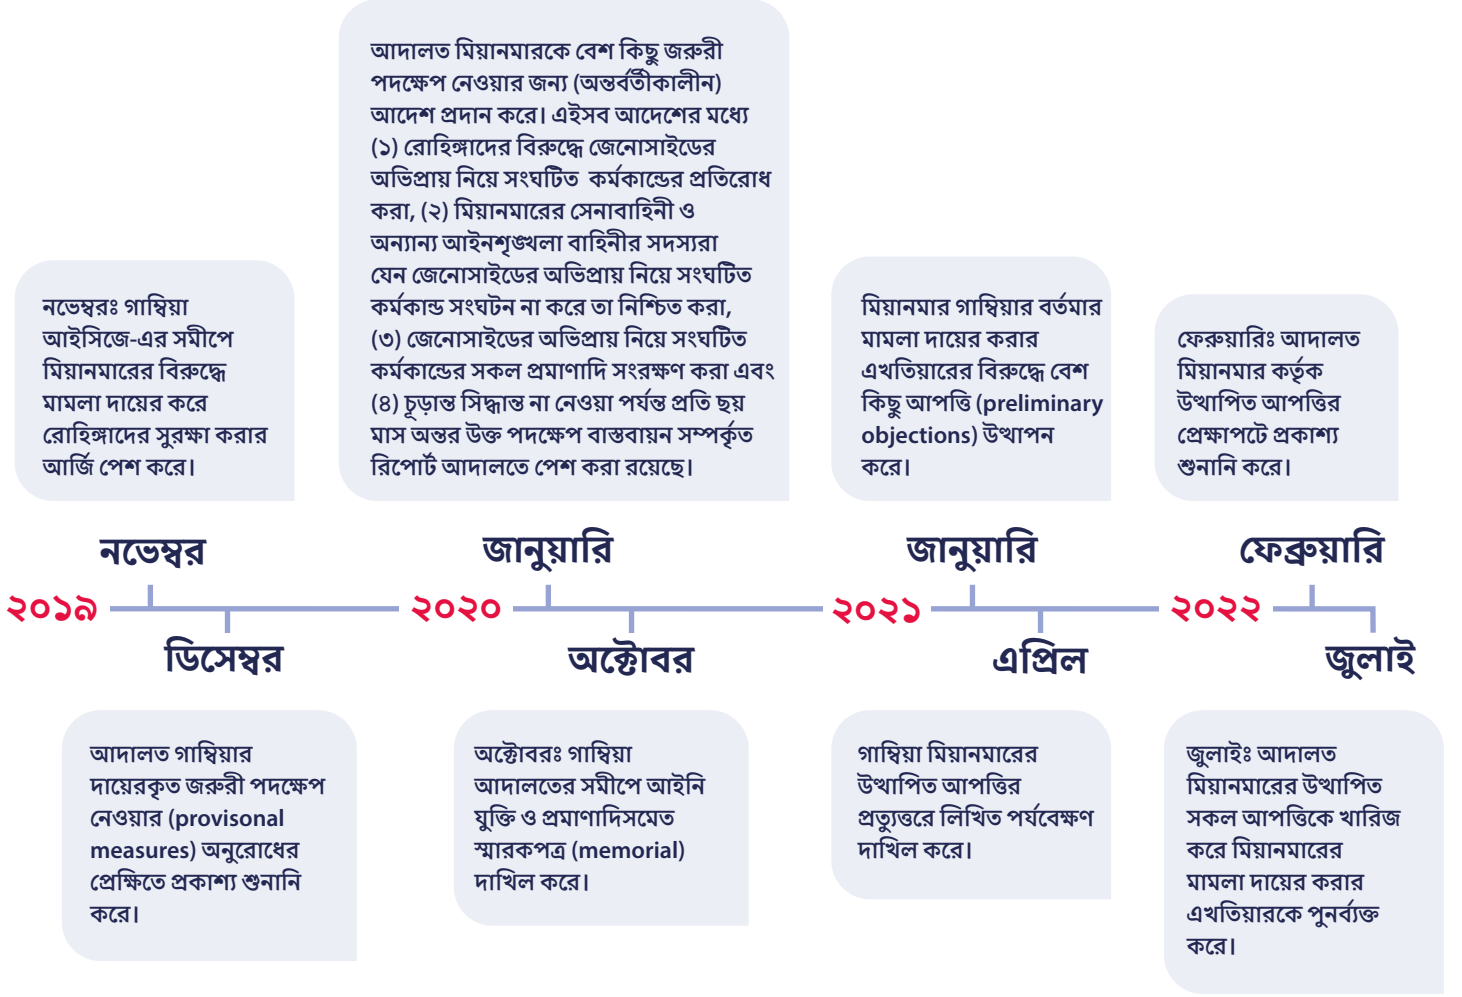 আদালত মিয়ানমারকে বেশ কিছু জরুরী
পদক্ষেপ নেওয়ার জন্য (অন্তর্বর্তীকালীন)
আদেশ প্রদান করে। এইসব আদেশের মধ্যে
(১) রোহিঙ্গাদের বিরুদ্ধে জেনোসাইডের
অভিপ্রায় নিয়ে সংঘটিত কর্মকান্ডের প্রতিরোধ
করা, (২) মিয়ানমারের সেনাবাহিনী ও
অন্যান্য আইনশৃঙ্খলা বাহিনীর সদস্যরা
যেন জেনোসাইডের অভিপ্রায় নিয়ে সংঘটিত
কর্মকান্ড সংঘটন না করে তা নিশ্চিত করা,
(৩) জেনোসাইডের অভিপ্রায় নিয়ে সংঘটিত
কর্মকান্ডের সকল প্রমাণাদি সংরক্ষণ করা এবং
(৪) চূড়ান্ত সিদ্ধান্ত না নেওয়া পর্যন্ত প্রতি ছয়
মাস অন্তর উক্ত পদক্ষেপ বাস্তবায়ন সম্পর্কৃত
রিপোর্ট আদালতে পেশ করা রয়েছে।
নভেম্বরঃ গাম্বিয়া
আইসিজে-এর সমীপে
মিয়ানমারের বিরুদ্ধে
মামলা দায়ের করে
রোহিঙ্গাদের সুরক্ষা করার
আর্জি পেশ করে।
মিয়ানমার গাম্বিয়ার বর্তমার
মামলা দায়ের করার
এখতিয়ারের বিরুদ্ধে বেশ
কিছু আপত্তি (preliminary
objections) উত্থাপন
করে।
ফেরুয়ারিঃ আদালত
মিয়ানমার কর্তৃক
উত্থাপিত আপত্তির
প্রেক্ষাপটে প্রকাশ্য
শুনানি করে।
নভেম্বর
জানুয়ারি
জানুয়ারি
ফেব্রুয়ারি
২০১৯
২০২০
২০২১
২০২২
ডিসেম্বর
অক্টোবর
এপ্রিল
জুলাই
আদালত গাম্বিয়ার
দায়েরকৃত জরুরী পদক্ষেপ
নেওয়ার (provisonal
measures) অনুরোধের
প্রেক্ষিতে প্রকাশ্য শুনানি
করে।
অক্টোবরঃ গাম্বিয়া
আদালতের সমীপে আইনি
যুক্তি ও প্রমাণাদিসমেত
স্মারকপত্র (memorial)
দাখিল করে।
গাম্বিয়া মিয়ানমারের
উত্থাপিত আপত্তির
প্রত্যুত্তরে লিখিত পর্যবেক্ষণ
দাখিল করে।
জুলাইঃ আদালত
মিয়ানমারের উত্থাপিত
সকল আপত্তিকে খারিজ
করে মিয়ানমারের
মামলা দায়ের করার
এখতিয়ারকে পুনর্ব্যক্ত
করে।